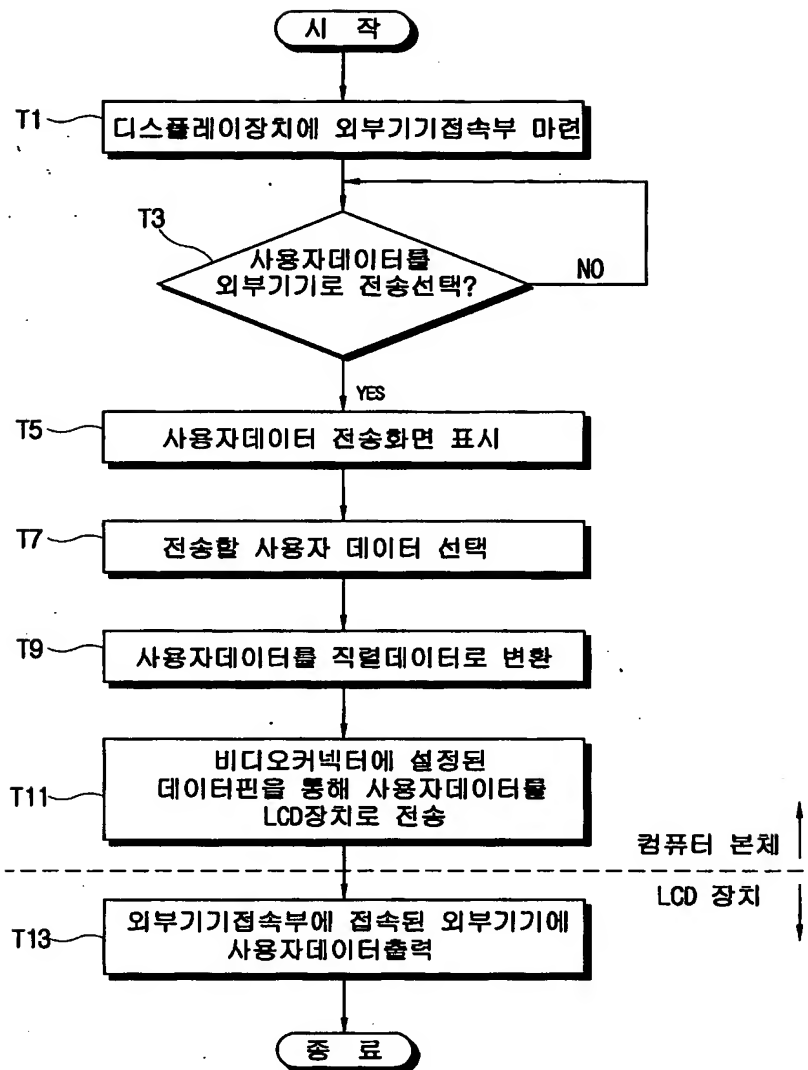 시 작
T1
디스플레이장치에 외부기기접속부 마련
T3
사용자데이터를
외부기기로 전송선택?
NO
YES
T5
사용자데이터 전송화면 표시
T7
전송할 사용자 데이터 선택
T9
사용자데이터를 직렬데이터로 변환
T11
비디오커넥터에 설정된
데이터핀을 통해 사용자데이터를
LCD장치로 전송
컴퓨터 본체
LCD 장치
T13
외부기기접속부에 접속된 외부기기에
사용자데이터출력
종 료